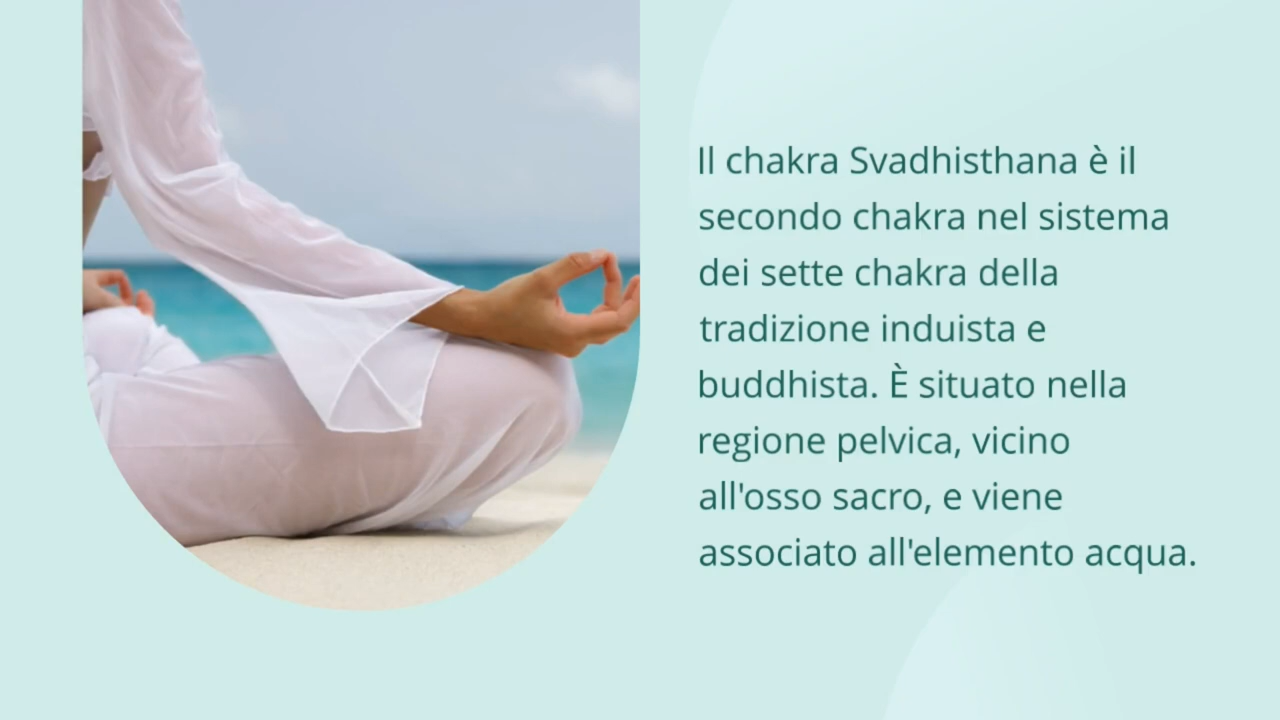 Il chakra Svadhisthana è il
secondo chakra nel sistema
dei sette chakra della
tradizione induista e
buddhista. È situato nella
regione pelvica, vicino
all'osso sacro, e viene
associato all'elemento acqua.